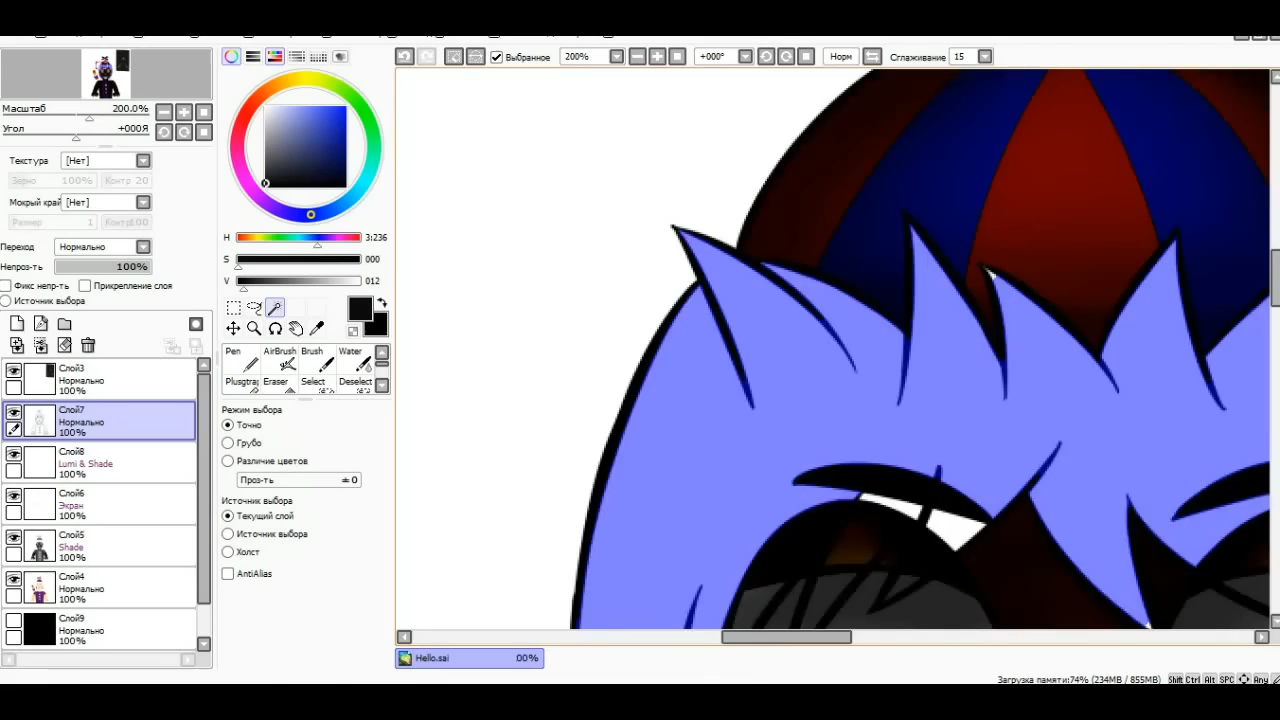 Выбранное 200% +000° Норм Сглаживание 15
Масштаб 200.0%
Угол +000Я
Текстура [Нет]
Зерно 100% Контр 20
Мокрый край [Нет]
Размер 1 Контр 100
Переход Нормально
Непроз-ть 100%
Фикс непр-ть Прикрепление слоя
Источник выбора
Слой3
Нормально
100%
Слой7
Нормально
100%
Слой8
Lumi & Shade
100%
Слой6
Экран
100%
Слой5
Shade
100%
Слой4
Нормально
100%
Слой9
Нормально
100%
H 3:236
S 000
V 012
Pen AirBrush Brush Water
Plusgtraj Eraser Select Deselect
Режим выбора
Точно
Грубо
Различие цветов
Проз-ть ±0
Источник выбора
Текущий слой
Источник выбора
Холст
AntiAlias
Hello.sai 00%
Загрузка памяти:74% (234MB / 855MB) Shift Ctrl Alt SPC Any